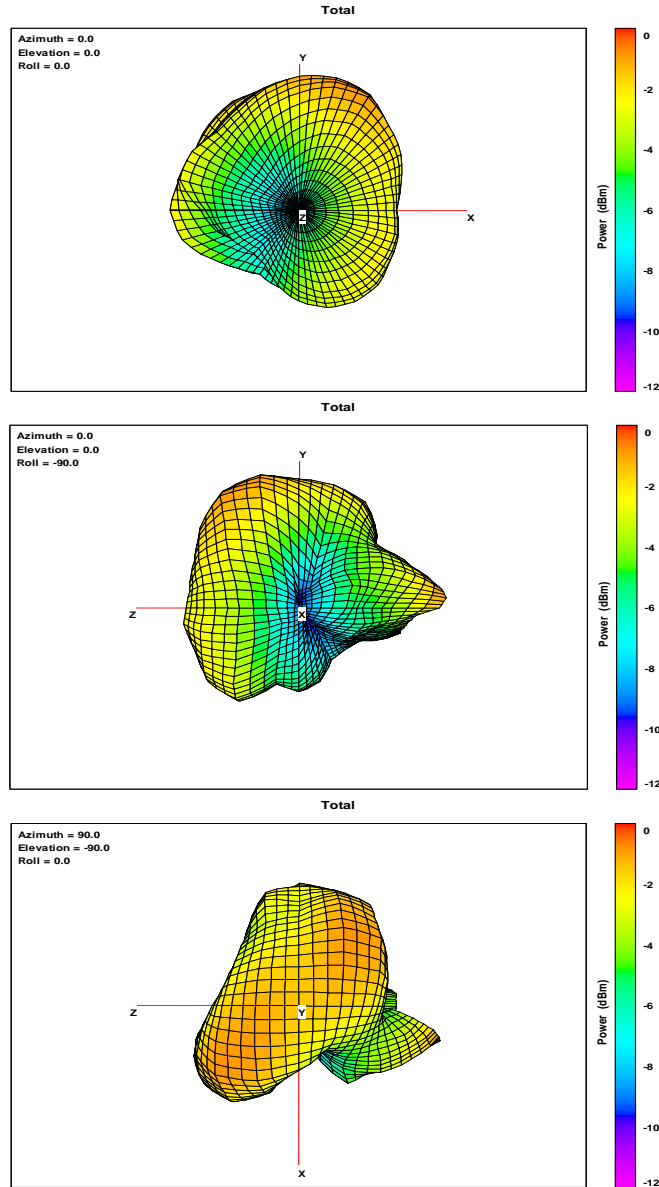 Total
Azimuth = 0.0
Elevation = 0.0
Roll = 0.0
Y
Z
X
0
-2
-4
-6
-8
-10
-12
Power (dBm)
Total
Azimuth = 0.0
Elevation = 0.0
Roll = -90.0
Y
Z
X
0
-2
-4
-6
-8
-10
-12
Power (dBm)
Total
Azimuth = 90.0
Elevation = -90.0
Roll = 0.0
Z
Y
X
0
-2
-4
-6
-8
-10
-12
Power (dBm)